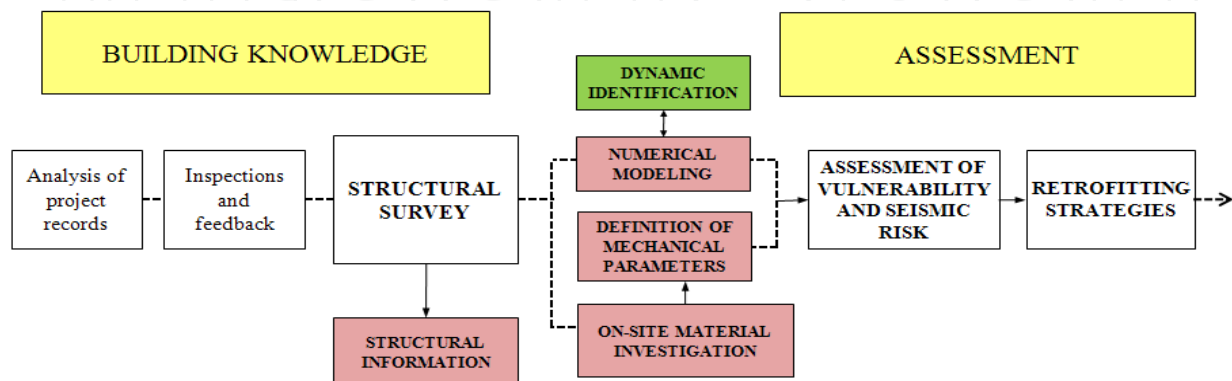 BUILDING KNOWLEDGE
ASSESSMENT
DYNAMIC
IDENTIFICATION
Analysis of
project
records
Inspections
and
feedback
STRUCTURAL
SURVEY
NUMERICAL
MODELING
DEFINITION OF
MECHANICAL
PARAMETERS
ASSESSMENT OF
VULNERABILITY
AND SEISMIC
RISK
RETROFITTING
STRATEGIES
STRUCTURAL
INFORMATION
ON-SITE MATERIAL
INVESTIGATION